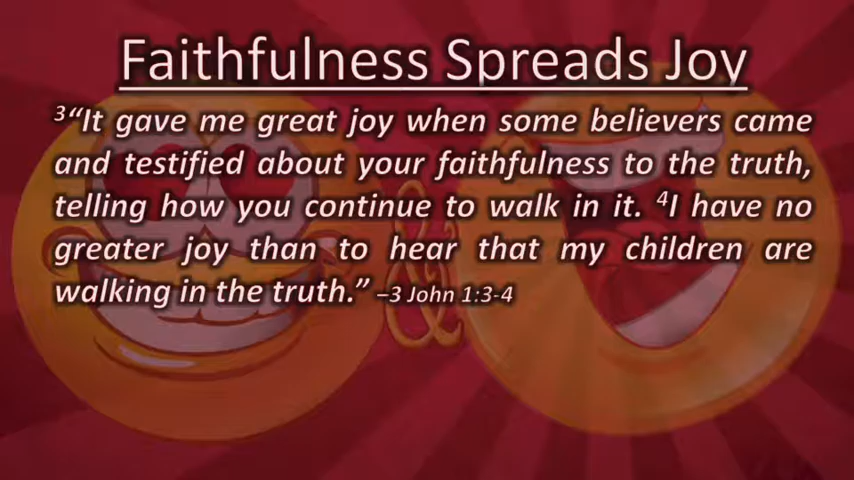 Faithfulness Spreads Joy
³“It gave me great joy when some believers came
and testified about your faithfulness to the truth,
telling how you continue to walk in it. ⁴I have no
greater joy than to hear that my children are
walking in the truth.” –3 John 1:3-4
&